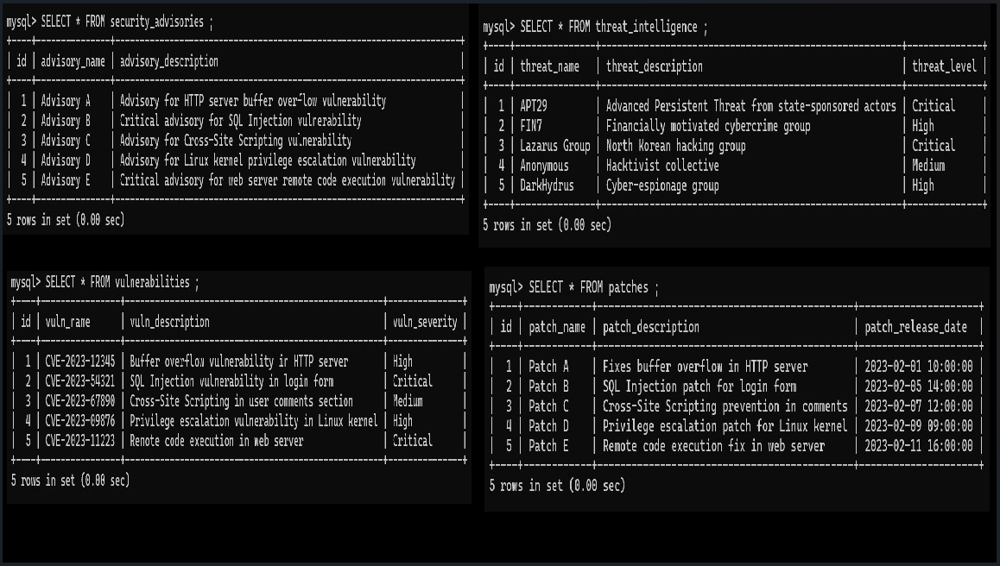 mysql> SELECT * FROM security_advisories ;
| id | advisory_name | advisory_description |
| 1 | Advisory A | Advisory for HTTP server buffer overflow vulnerability |
| 2 | Advisory B | Critical advisory for SQL Injection vulnerability |
| 3 | Advisory C | Advisory for Cross-Site Scripting vulnerability |
| 4 | Advisory D | Advisory for Linux kernel privilege escalation vulnerability |
| 5 | Advisory E | Critical advisory for web server remote code execution vulnerability |
5 rows in set (0.00 sec)
mysql> SELECT * FROM threat_intelligence ;
| id | threat_name | threat_description | threat_level |
| 1 | APT29 | Advanced Persistent Threat from state-sponsored actors | Critical |
| 2 | FIN7 | Financially motivated cybercrime group | High |
| 3 | Lazarus Group | North Korean hacking group | Critical |
| 4 | Anonymous | Hacktivist collective | Medium |
| 5 | DarkHydrus | Cyber-espionage group | High |
5 rows in set (0.00 sec)
mysql> SELECT * FROM vulnerabilities ;
| id | vuln_name | vuln_description | vuln_severity |
| 1 | CVE-2023-12345 | Buffer overflow vulnerability in HTTP server | High |
| 2 | CVE-2023-54321 | SQL Injection vulnerability in login form | Critical |
| 3 | CVE-2023-67890 | Cross-Site Scripting in user comments section | Medium |
| 4 | CVE-2023-09876 | Privilege escalation vulnerability in Linux kernel | High |
| 5 | CVE-2023-11223 | Remote code execution in web server | Critical |
5 rows in set (0.00 sec)
mysql> SELECT * FROM patches ;
| id | patch_name | patch_description | patch_release_date |
| 1 | Patch A | Fixes buffer overflow in HTTP server | 2023-02-01 10:00:00 |
| 2 | Patch B | SQL Injection patch for login form | 2023-02-05 14:00:00 |
| 3 | Patch C | Cross-Site Scripting prevention in comments | 2023-02-07 12:00:00 |
| 4 | Patch D | Privilege escalation patch for Linux kernel | 2023-02-09 09:00:00 |
| 5 | Patch E | Remote code execution fix in web server | 2023-02-11 16:00:00 |
5 rows in set (0.00 sec)